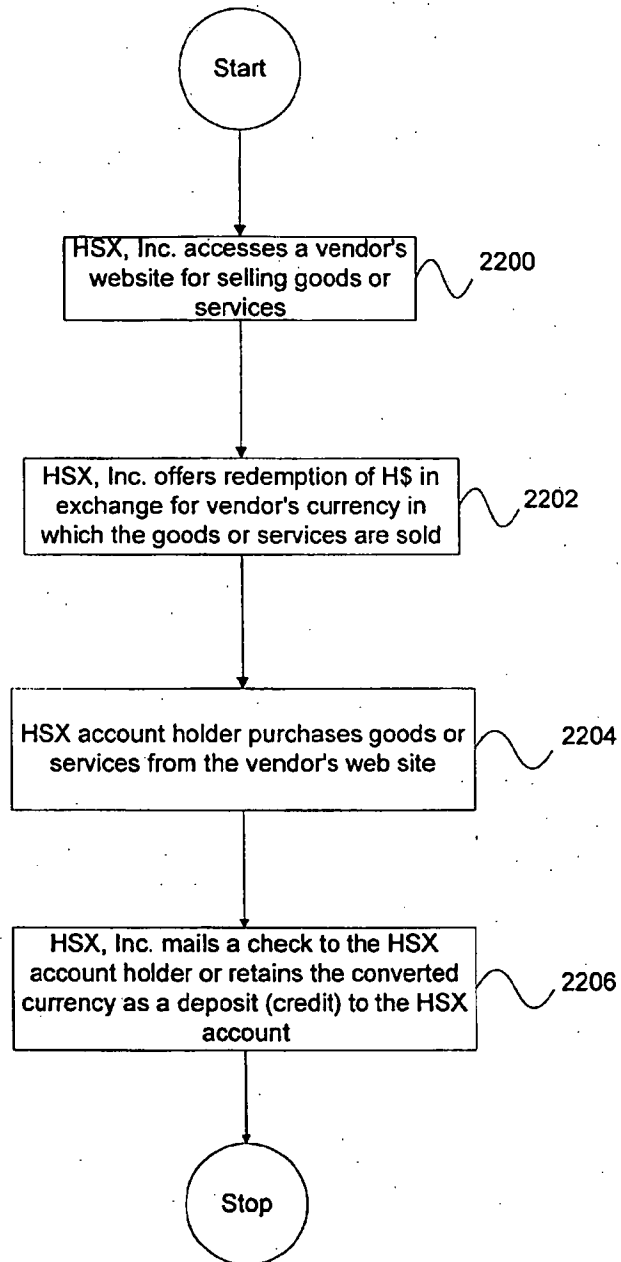 Start
HSX, Inc. accesses a vendor's
website for selling goods or
services
2200
HSX, Inc. offers redemption of H$ in
exchange for vendor's currency in
which the goods or services are sold
2202
HSX account holder purchases goods or
services from the vendor's web site
2204
HSX, Inc. mails a check to the HSX
account holder or retains the converted
currency as a deposit (credit) to the HSX
account
2206
Stop